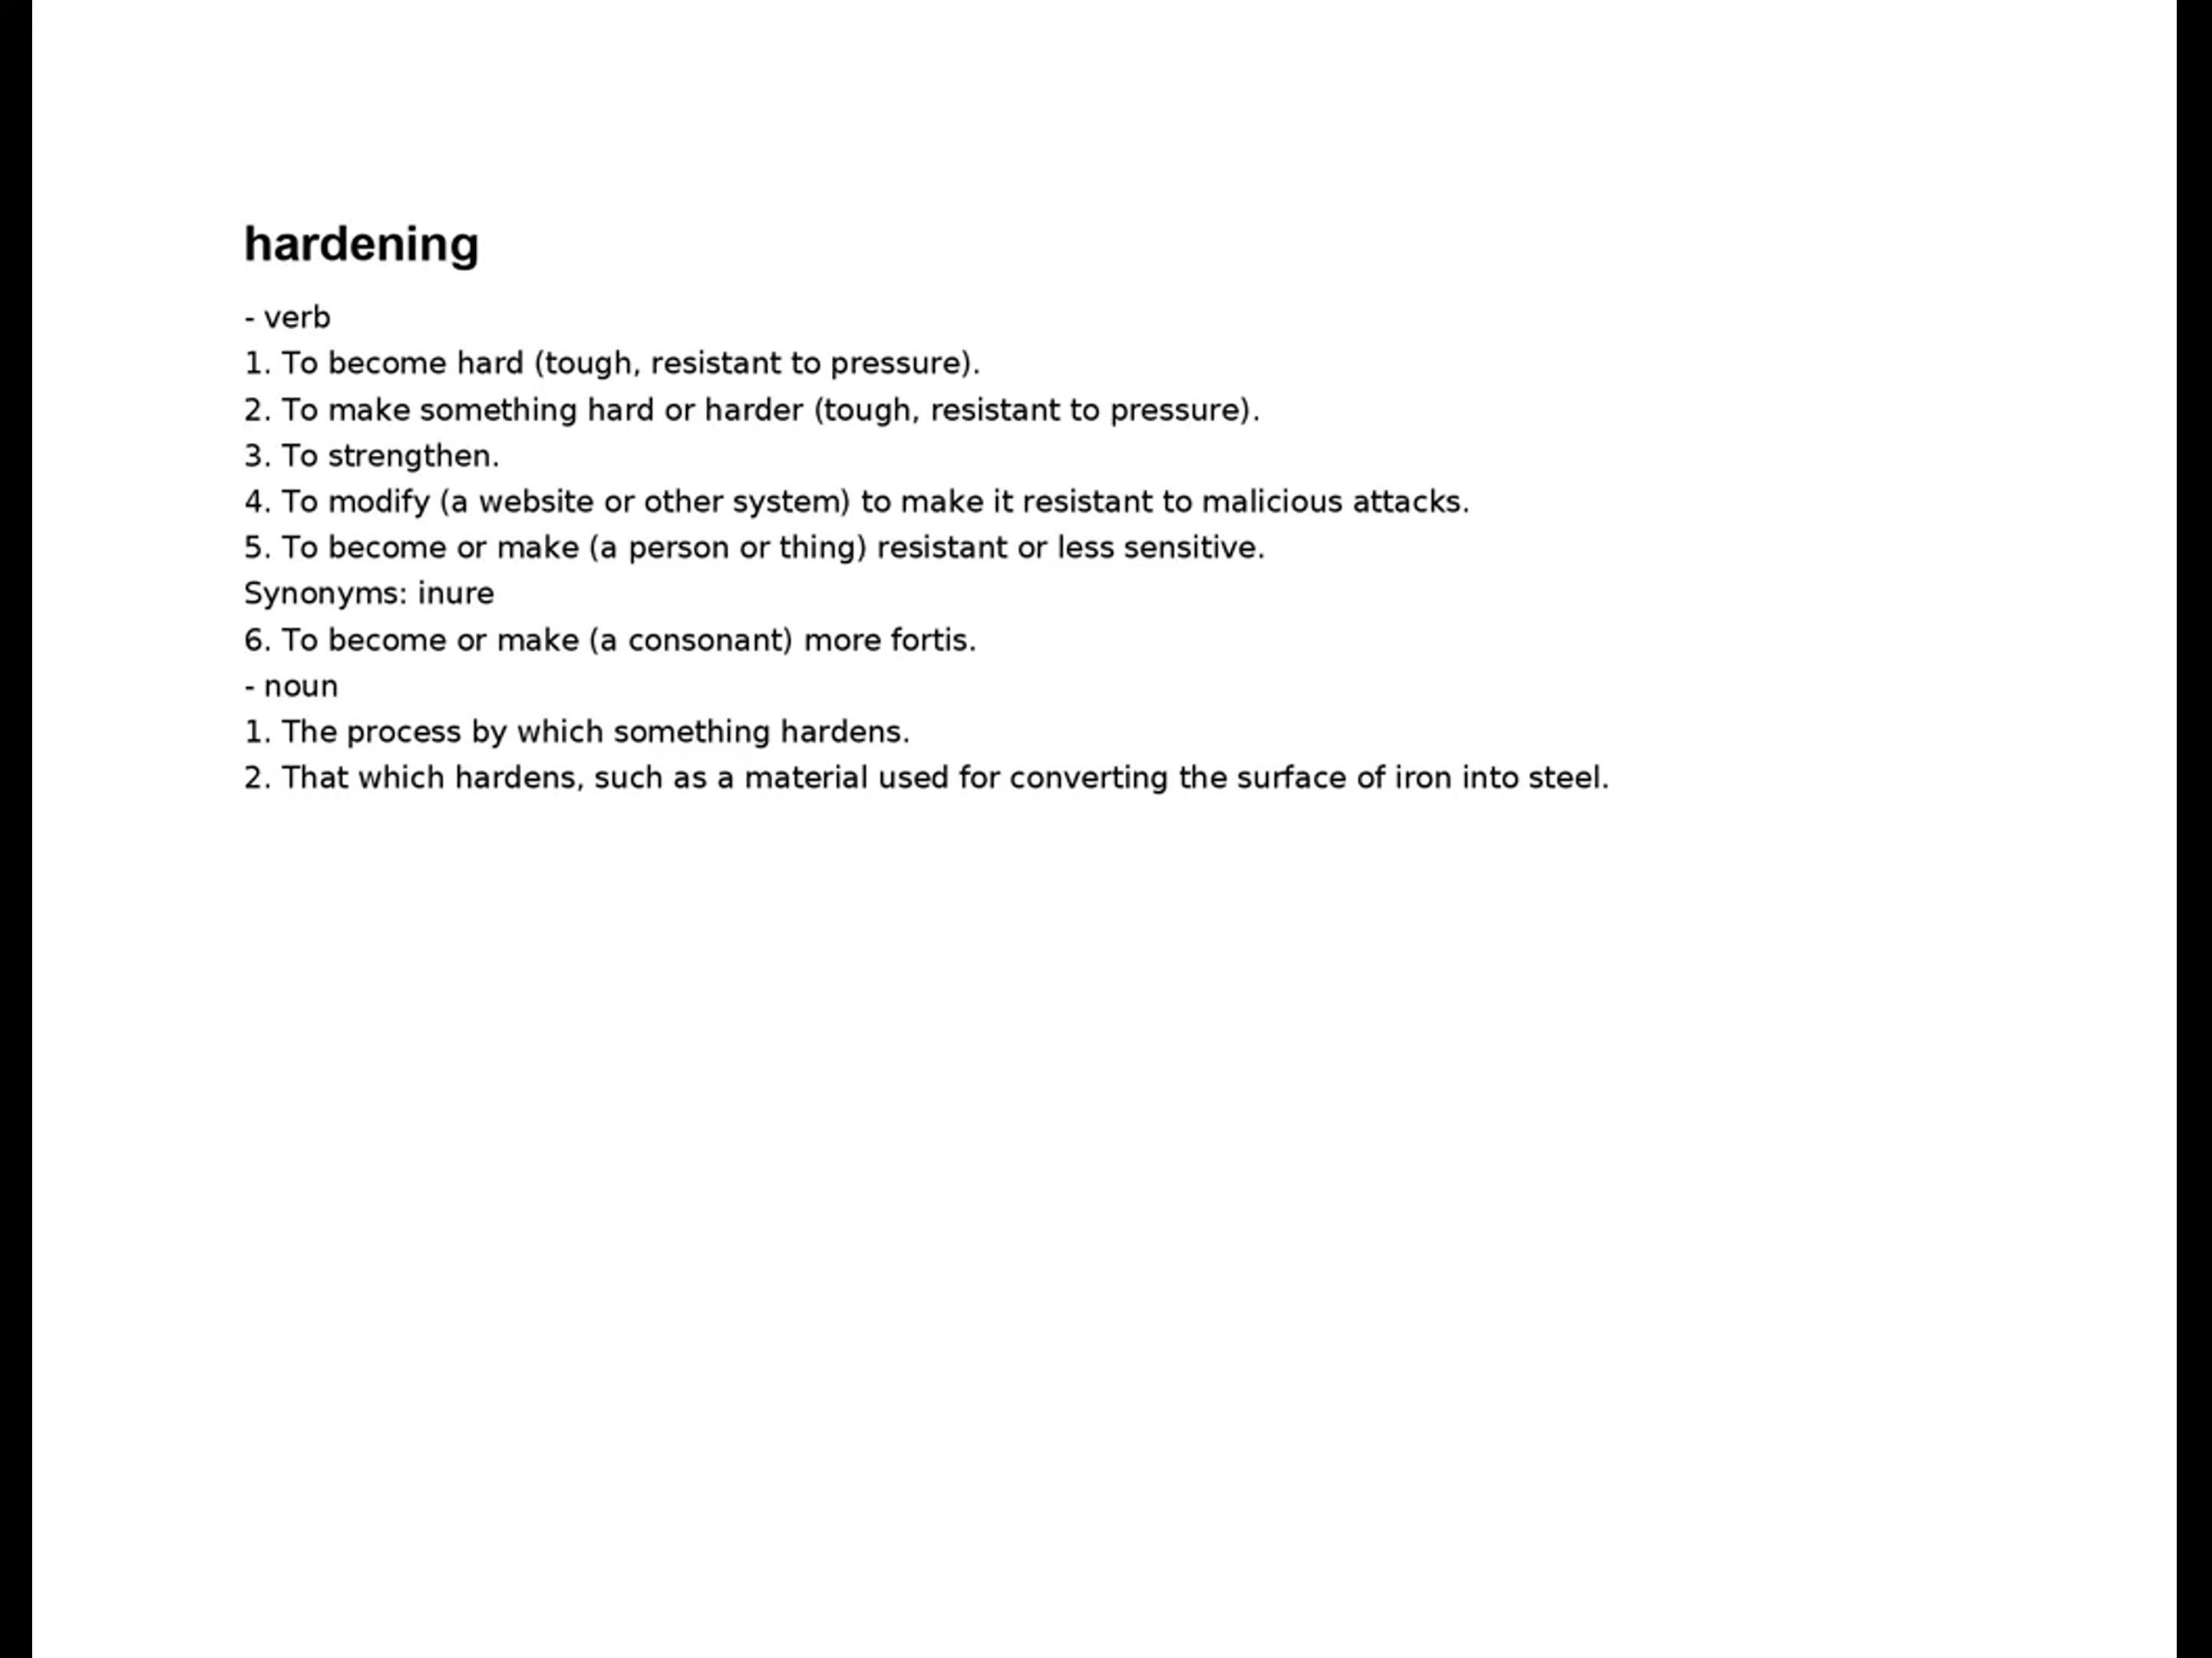 hardening
- verb
1. To become hard (tough, resistant to pressure).
2. To make something hard or harder (tough, resistant to pressure).
3. To strengthen.
4. To modify (a website or other system) to make it resistant to malicious attacks.
5. To become or make (a person or thing) resistant or less sensitive.
Synonyms: inure
6. To become or make (a consonant) more fortis.
- noun
1. The process by which something hardens.
2. That which hardens, such as a material used for converting the surface of iron into steel.